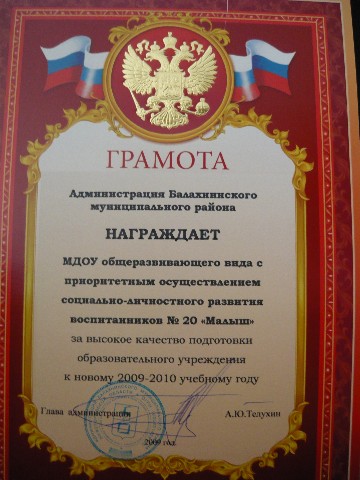 ГРАМОТА
Администрация Балахнинского
муниципального района
НАГРАЖДАЕТ
МДОУ общеразвивающего вида с
приоритетным осуществлением
социально-личностного развития
воспитанников № 20 «Малыш»
за высокое качество подготовки
образовательного учреждения
к новому 2009-2010 учебному году
Глава администрации А.Ю.Телухин
2009 год